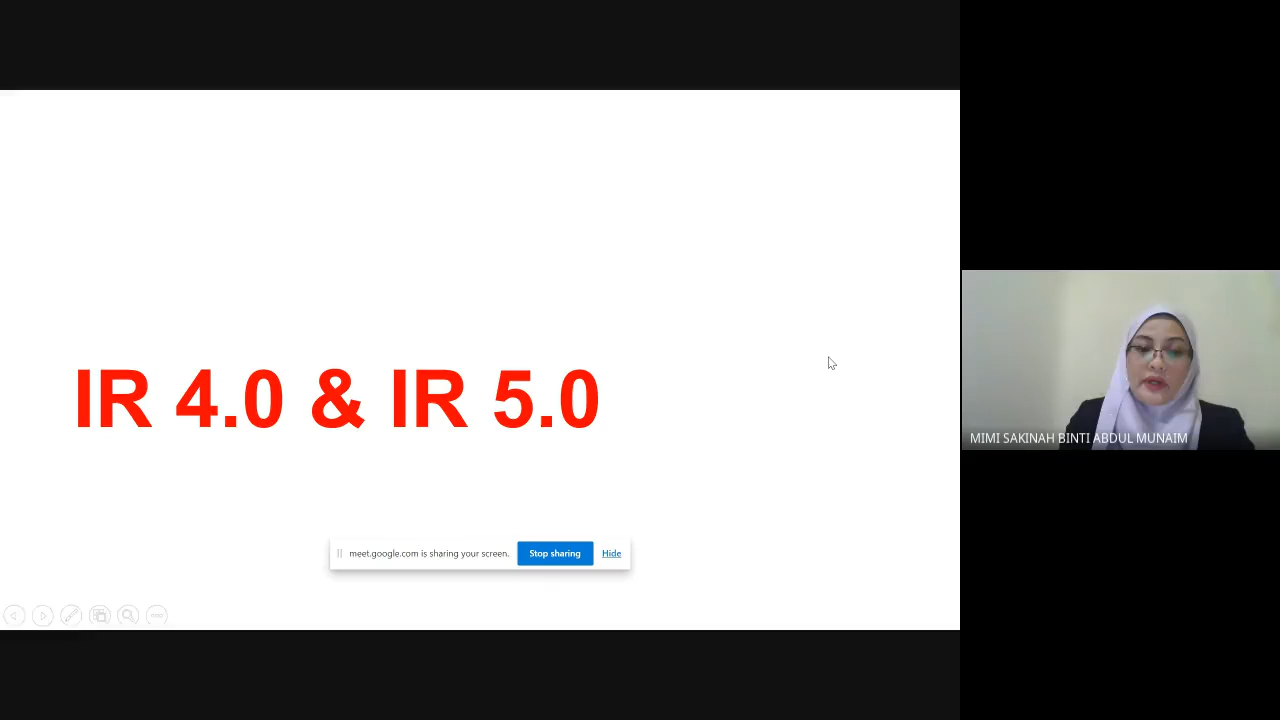 IR 4.0 & IR 5.0
MIMI SAKINAH BINTI ABDUL MUNAIM
meet.google.com is sharing your screen. Stop sharing Hide